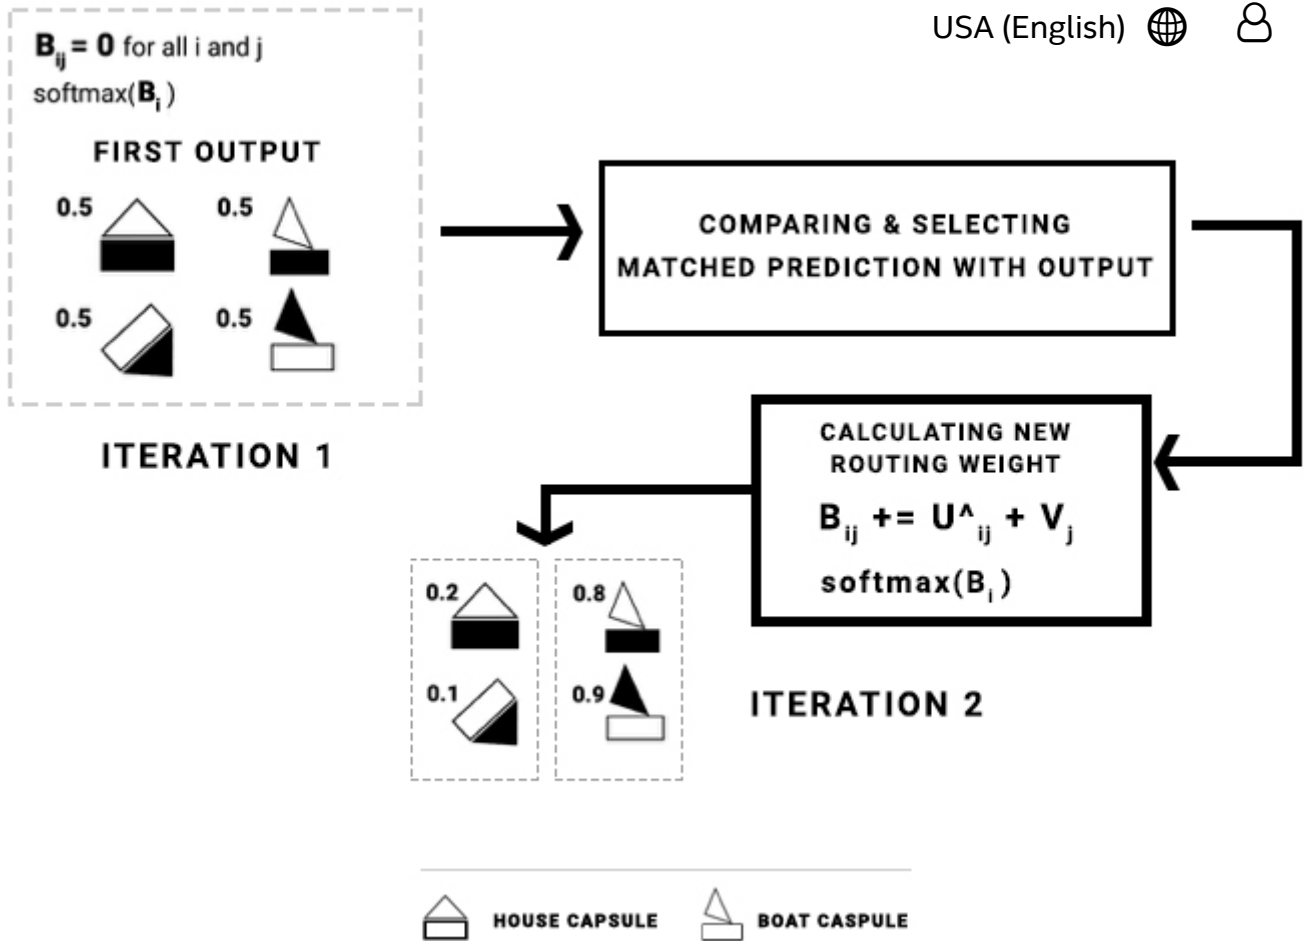 USA (English)
B_ij = 0 for all i and j
softmax(B_i)
FIRST OUTPUT
0.5
0.5
0.5
0.5
ITERATION 1
COMPARING & SELECTING
MATCHED PREDICTION WITH OUTPUT
CALCULATING NEW
ROUTING WEIGHT
B_ij += U^_ij + V_j
softmax(B_i)
0.2
0.8
0.1
0.9
ITERATION 2
HOUSE CAPSULE
BOAT CASPULE